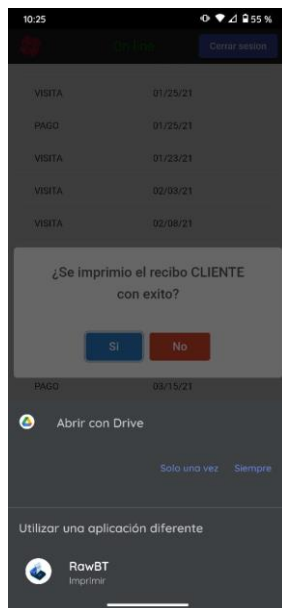 10:25
55 %
On-line
Cerrar sesion
VISITA 01/25/21
PAGO 01/25/21
VISITA 01/23/21
VISITA 02/03/21
VISITA 02/08/21
¿Se imprimio el recibo CLIENTE
con exito?
Si No
PAGO 03/15/21
Abrir con Drive
Solo una vez Siempre
Utilizar una aplicación diferente
RawBT
Imprimir